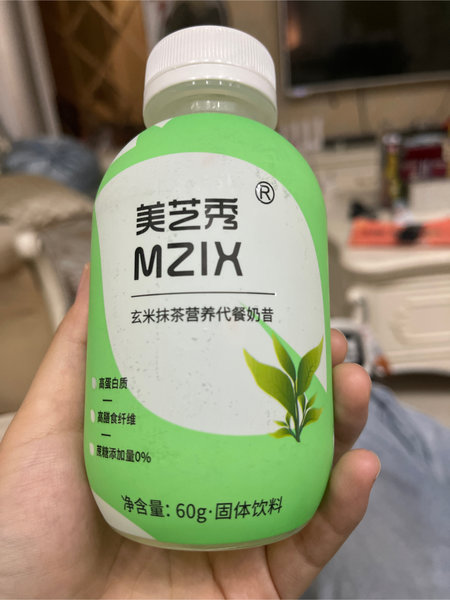 美芝秀®
MZIX
玄米抹茶营养代餐奶昔
高蛋白质
高膳食纤维
蔗糖添加量0%
净含量：60g·固体饮料